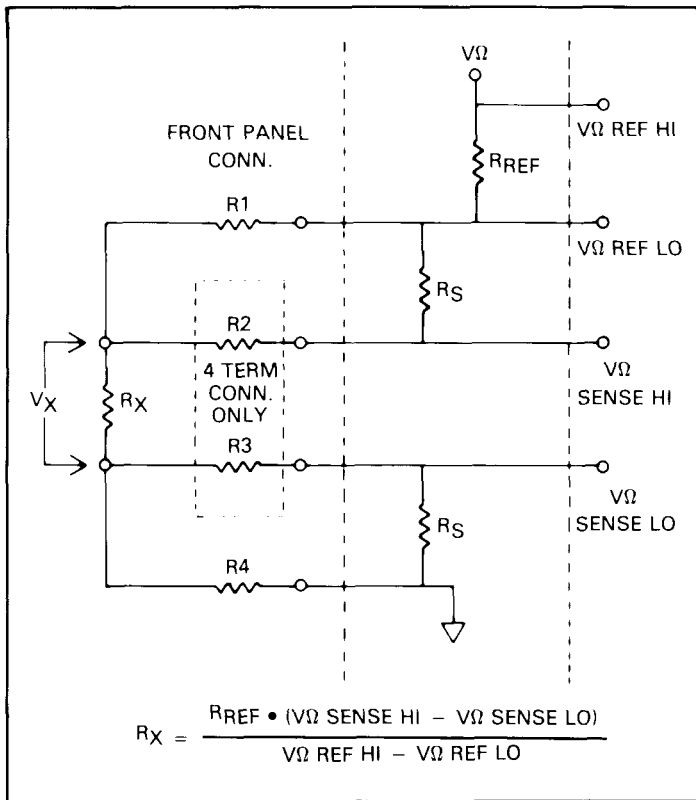 VΩ
VΩ REF HI
FRONT PANEL
CONN.
RREF
R1
VΩ REF LO
RS
R2
VΩ
SENSE HI
4 TERM
CONN.
ONLY
VX
RX
R3
VΩ
SENSE LO
RS
R4
RX = RREF • (VΩ SENSE HI – VΩ SENSE LO)
VΩ REF HI – VΩ REF LO